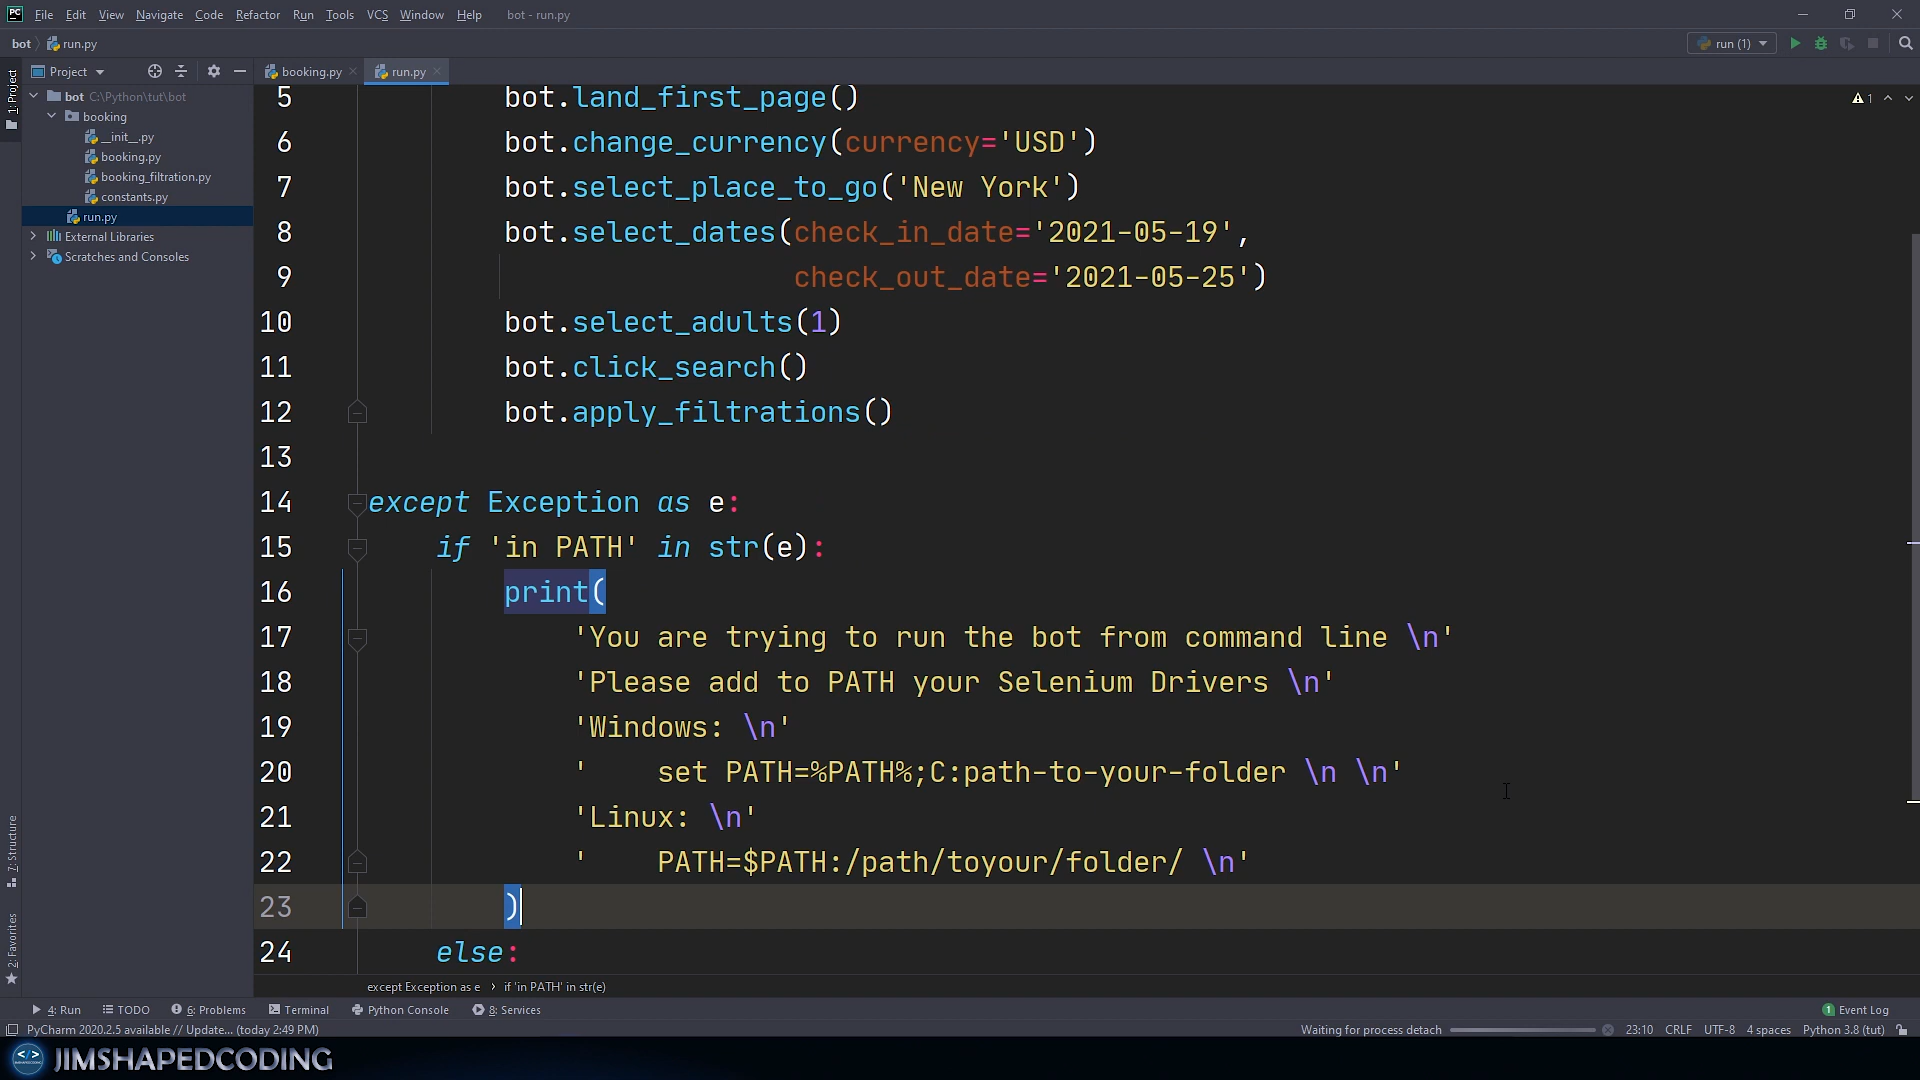 PC File Edit View Navigate Code Refactor Run Tools VCS Window Help bot - run.py
bot run.py run (1)
1: Project
Project
booking.py run.py
bot C:\Python\tut\bot
booking
__init__.py
booking.py
booking_filtration.py
constants.py
run.py
External Libraries
Scratches and Consoles
1
5 bot.land_first_page()
6 bot.change_currency(currency='USD')
7 bot.select_place_to_go('New York')
8 bot.select_dates(check_in_date='2021-05-19',
9 check_out_date='2021-05-25')
10 bot.select_adults(1)
11 bot.click_search()
12 bot.apply_filtrations()
13
14 except Exception as e:
15 if 'in PATH' in str(e):
16 print(
17 'You are trying to run the bot from command line \n'
18 'Please add to PATH your Selenium Drivers \n'
19 'Windows: \n'
20 '    set PATH=%PATH%;C:path-to-your-folder \n \n'
21 'Linux: \n'
22 '    PATH=$PATH:/path/toyour/folder/ \n'
23 )
24 else:
7: Structure
2: Favorites
except Exception as e › if 'in PATH' in str(e)
4: Run TODO 6: Problems Terminal Python Console 8: Services 1 Event Log
PyCharm 2020.2.5 available // Update... (today 2:49 PM) Waiting for process detach 23:10 CRLF UTF-8 4 spaces Python 3.8 (tut)
JIMSHAPEDCODING